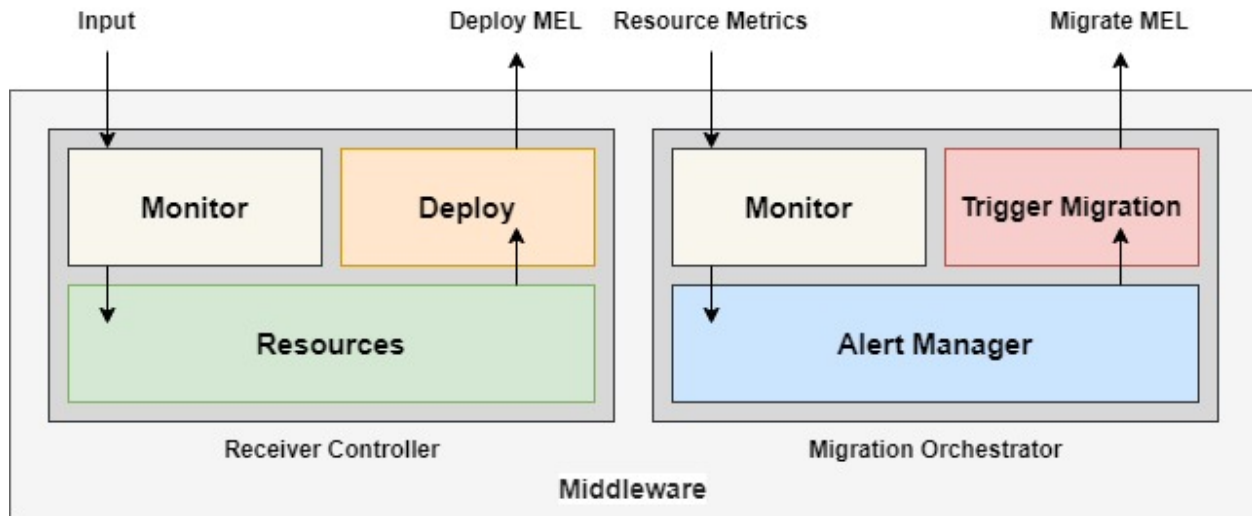 Input
Deploy MEL
Resource Metrics
Migrate MEL
Monitor
Deploy
Monitor
Trigger Migration
Resources
Alert Manager
Receiver Controller
Migration Orchestrator
Middleware